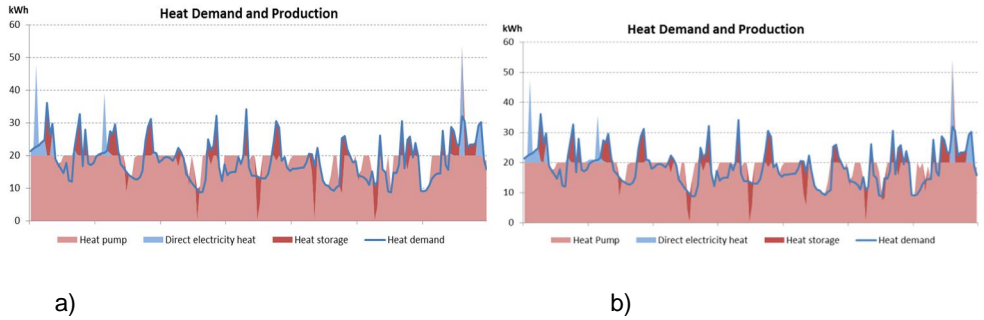 kWh
Heat Demand and Production
60
50
40
30
20
10
0
Heat pump Direct electricity heat Heat storage Heat demand
a)
kWh
Heat Demand and Production
60
50
40
30
20
10
0
Heat Pump Direct electricity heat Heat storage Heat demand
b)